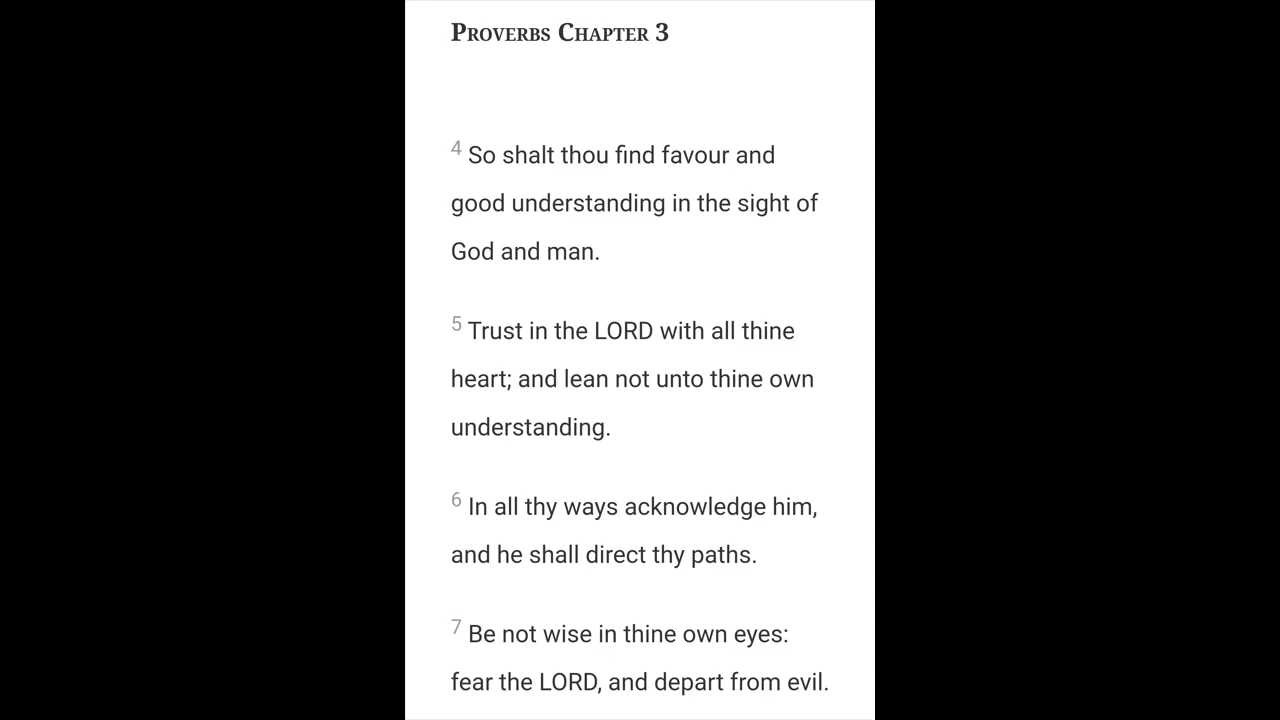 Proverbs Chapter 3
4 So shalt thou find favour and
good understanding in the sight of
God and man.
5 Trust in the LORD with all thine
heart; and lean not unto thine own
understanding.
6 In all thy ways acknowledge him,
and he shall direct thy paths.
7 Be not wise in thine own eyes:
fear the LORD, and depart from evil.